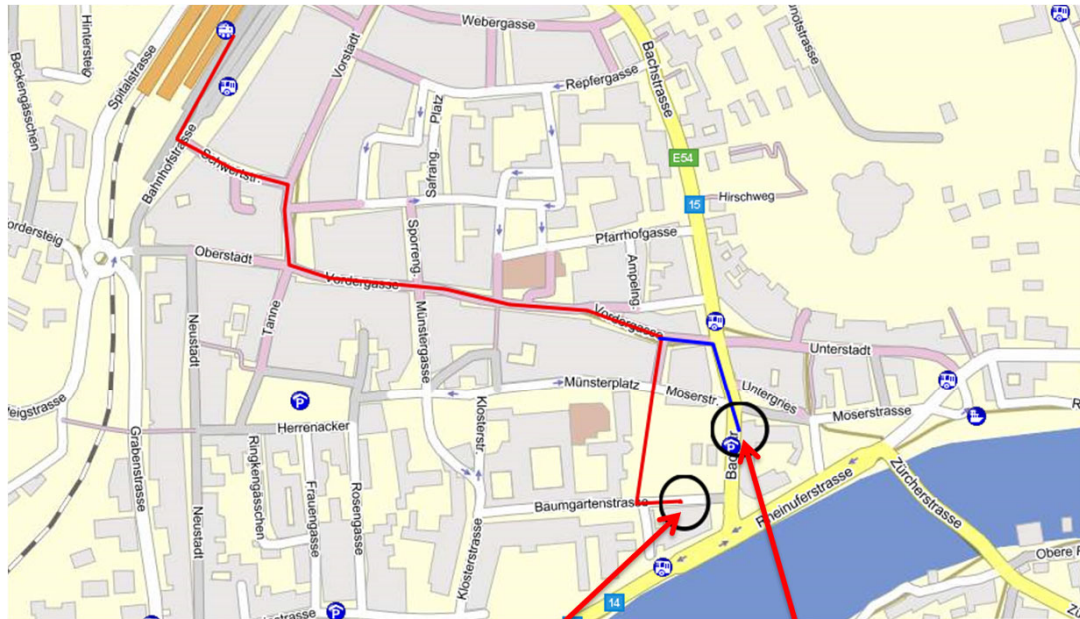 Webergasse
Hintersteig
Beckengässchen
Spitalstrasse
Vorstadt
Bachstrasse
Repfergasse
Platz
Safrang.
E54
Bahnhofstrasse
Schwertstr.
15
Hirschweg
ordersteig
Oberstadt
Sporreng.
Pfarrhofgasse
Ampelng.
Vordergasse
Vordergasse
Tanne
Neustadt
Münstergasse
Unterstadt
Münsterplatz
Moserstr.
Untergries
Moserstrasse
eigstrasse
P
Herrenacker
Klosterstr.
P
R
Grabenstrasse
Ringkengässchen
Frauengasse
Rosengasse
Neustadt
Baumgartenstrasse
Rheinuferstrasse
Zürcherstrasse
Klosterstrasse
Obere
14
P
strasse